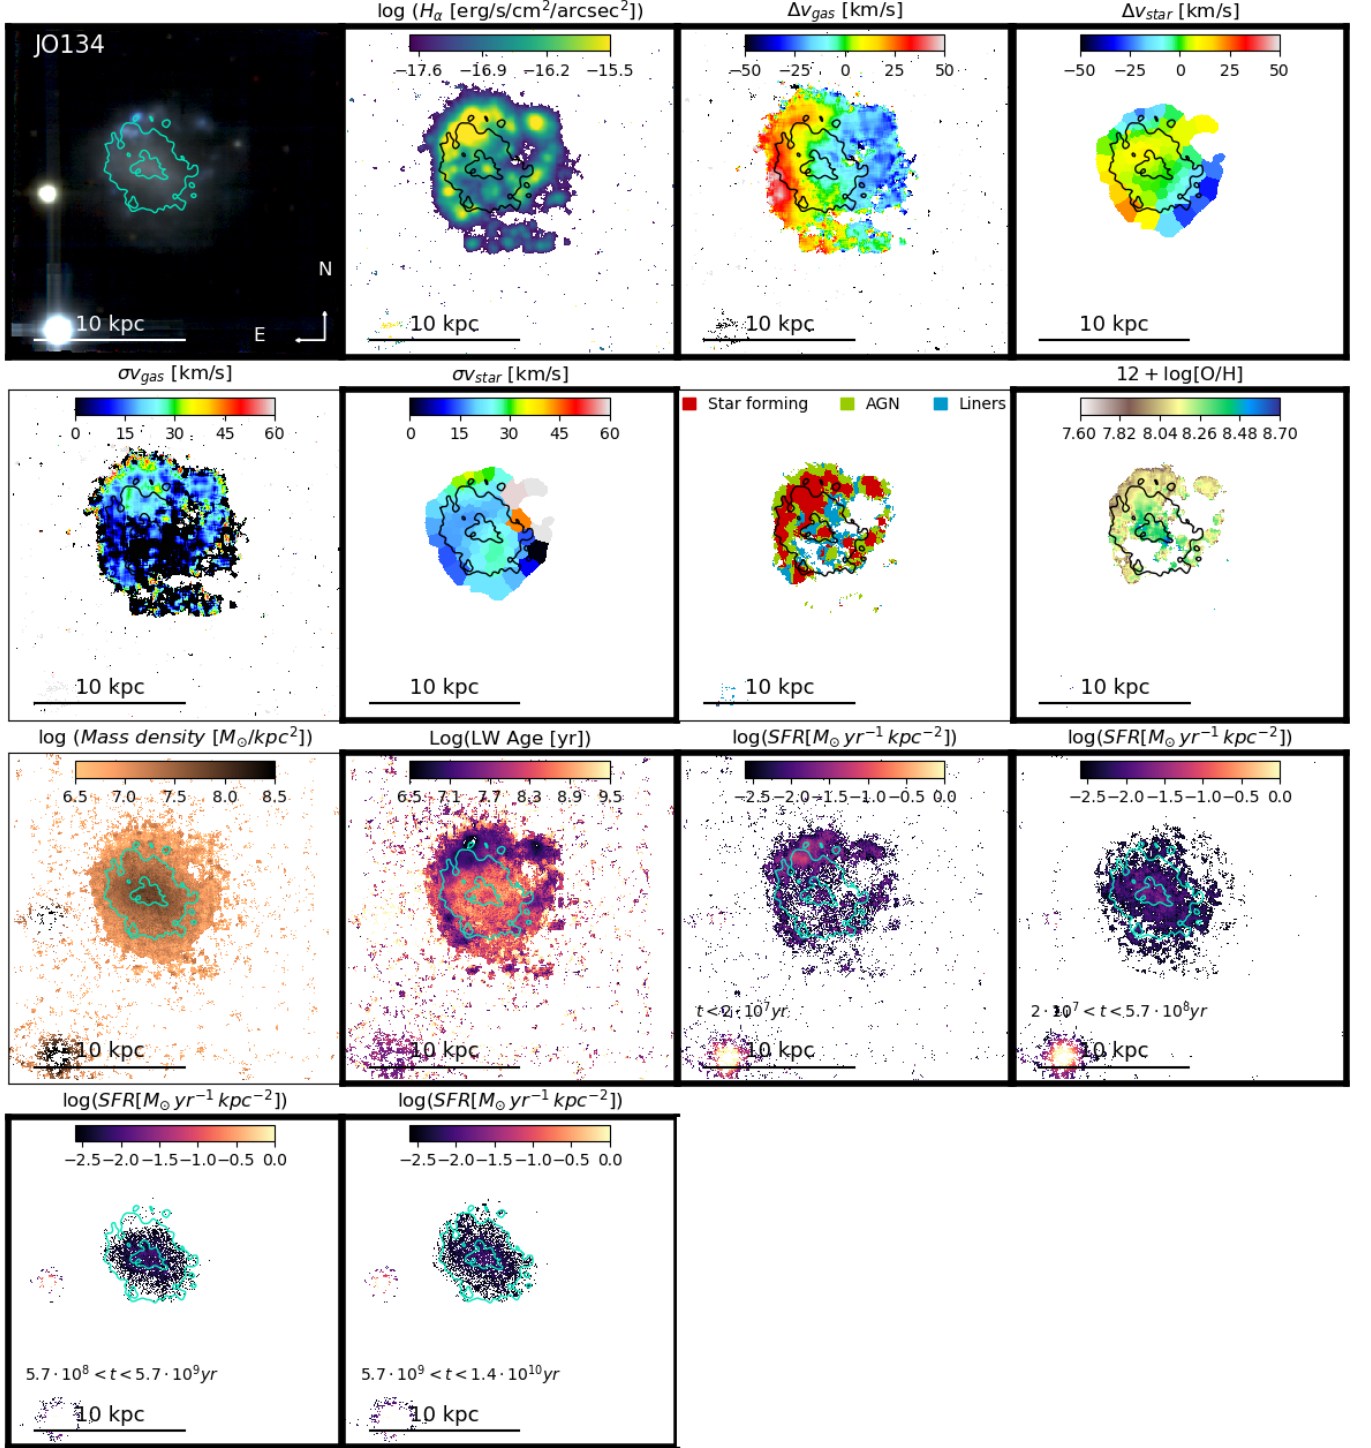 log (Hα [erg/s/cm²/arcsec²])
Δv_gas [km/s]
Δv_star [km/s]
JO134
−17.6 −16.9 −16.2 −15.5
−50 −25 0 25 50
−50 −25 0 25 50
N
E
10 kpc
10 kpc
10 kpc
10 kpc
σv_gas [km/s]
σv_star [km/s]
12 + log[O/H]
0 15 30 45 60
0 15 30 45 60
Star forming AGN Liners
7.60 7.82 8.04 8.26 8.48 8.70
10 kpc
10 kpc
10 kpc
10 kpc
log (Mass density [M⊙/kpc²])
Log(LW Age [yr])
log(SFR[M⊙ yr⁻¹ kpc⁻²])
log(SFR[M⊙ yr⁻¹ kpc⁻²])
6.5 7.0 7.5 8.0 8.5
6.5 7.1 7.7 8.3 8.9 9.5
−2.5 −2.0 −1.5 −1.0 −0.5 0.0
−2.5 −2.0 −1.5 −1.0 −0.5 0.0
t < 2 · 10⁷yr
2 · 10⁷ < t < 5.7 · 10⁸yr
10 kpc
10 kpc
10 kpc
10 kpc
log(SFR[M⊙ yr⁻¹ kpc⁻²])
log(SFR[M⊙ yr⁻¹ kpc⁻²])
−2.5 −2.0 −1.5 −1.0 −0.5 0.0
−2.5 −2.0 −1.5 −1.0 −0.5 0.0
5.7 · 10⁸ < t < 5.7 · 10⁹yr
5.7 · 10⁹ < t < 1.4 · 10¹⁰yr
10 kpc
10 kpc